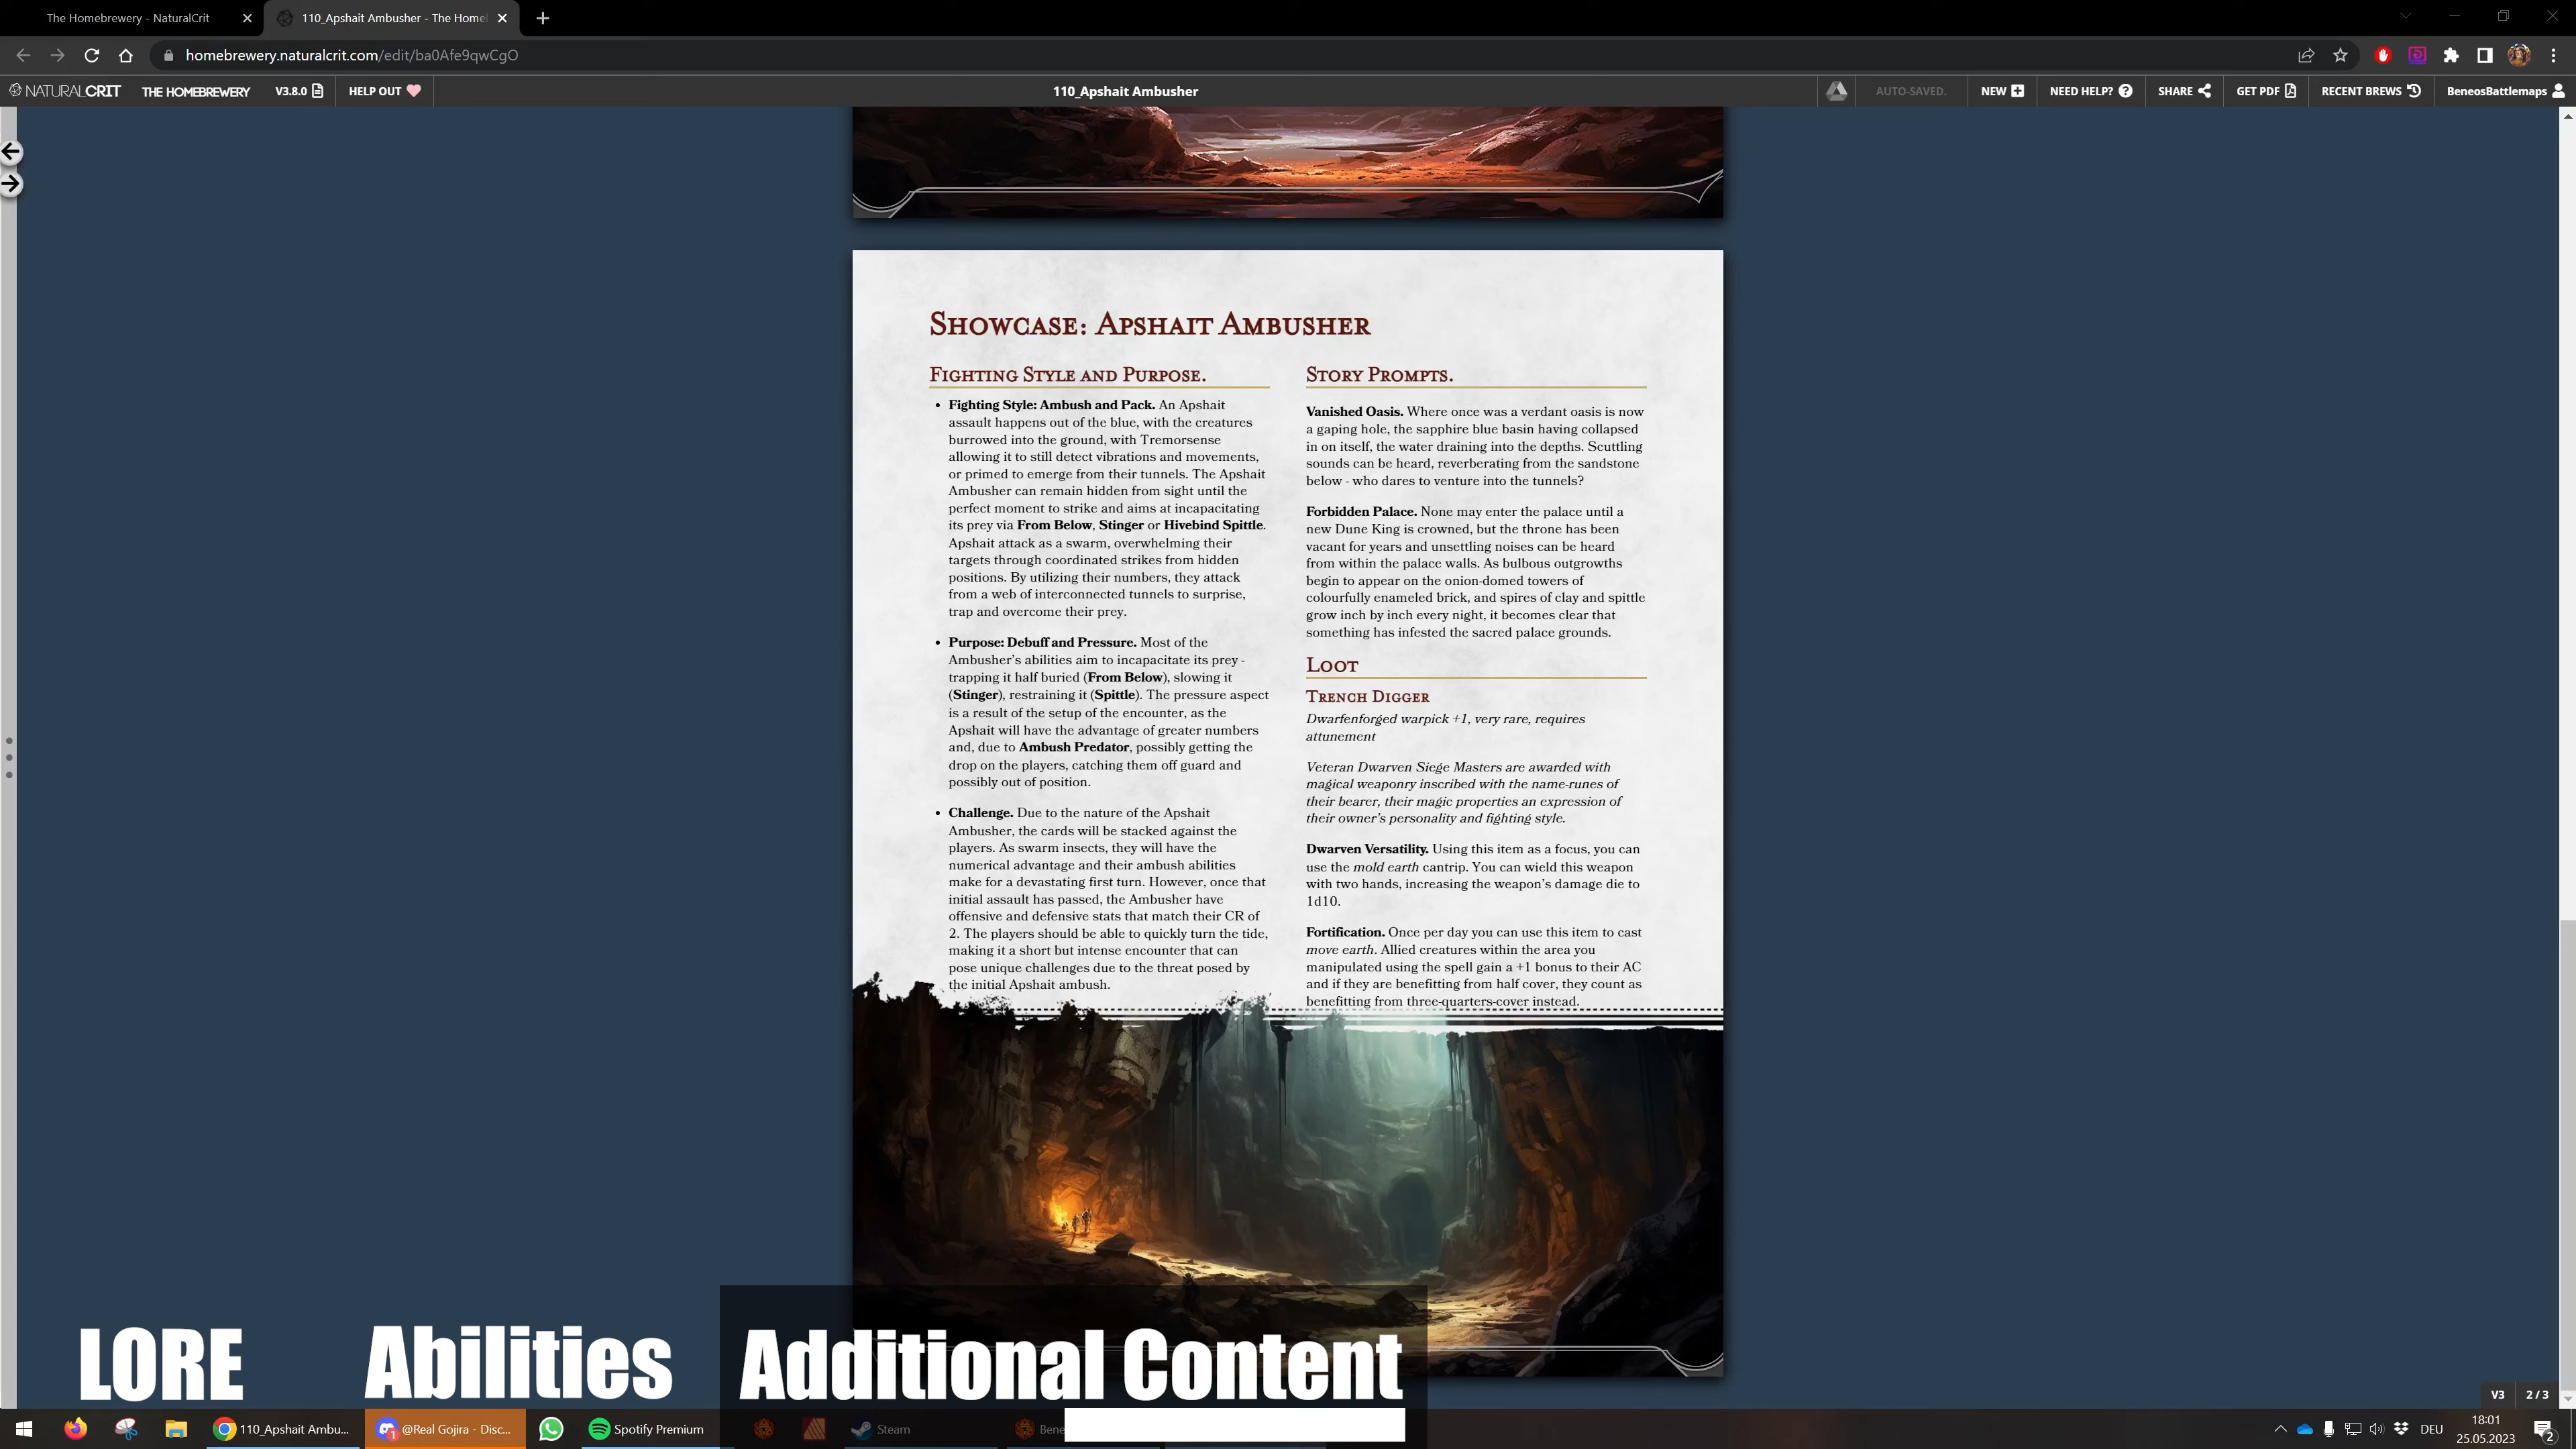 The Homebrewery - NaturalCrit
110_Apshait Ambusher - The Home
homebrewery.naturalcrit.com/edit/ba0Afe9qwCgO
NATURALCRIT THE HOMEBREWERY V3.8.0 HELP OUT 110_Apshait Ambusher AUTO-SAVED. NEW NEED HELP? SHARE GET PDF RECENT BREWS BeneosBattlemaps
Showcase: Apshait Ambusher
Fighting Style and Purpose.
• Fighting Style: Ambush and Pack. An Apshait
assault happens out of the blue, with the creatures
burrowed into the ground, with Tremorsense
allowing it to still detect vibrations and movements,
or primed to emerge from their tunnels. The Apshait
Ambusher can remain hidden from sight until the
perfect moment to strike and aims at incapacitating
its prey via From Below, Stinger or Hivebind Spittle.
Apshait attack as a swarm, overwhelming their
targets through coordinated strikes from hidden
positions. By utilizing their numbers, they attack
from a web of interconnected tunnels to surprise,
trap and overcome their prey.
• Purpose: Debuff and Pressure. Most of the
Ambusher's abilities aim to incapacitate its prey -
trapping it half buried (From Below), slowing it
(Stinger), restraining it (Spittle). The pressure aspect
is a result of the setup of the encounter, as the
Apshait will have the advantage of greater numbers
and, due to Ambush Predator, possibly getting the
drop on the players, catching them off guard and
possibly out of position.
• Challenge. Due to the nature of the Apshait
Ambusher, the cards will be stacked against the
players. As swarm insects, they will have the
numerical advantage and their ambush abilities
make for a devastating first turn. However, once that
initial assault has passed, the Ambusher have
offensive and defensive stats that match their CR of
2. The players should be able to quickly turn the tide,
making it a short but intense encounter that can
pose unique challenges due to the threat posed by
the initial Apshait ambush.
Story Prompts.
Vanished Oasis. Where once was a verdant oasis is now
a gaping hole, the sapphire blue basin having collapsed
in on itself, the water draining into the depths. Scuttling
sounds can be heard, reverberating from the sandstone
below - who dares to venture into the tunnels?
Forbidden Palace. None may enter the palace until a
new Dune King is crowned, but the throne has been
vacant for years and unsettling noises can be heard
from within the palace walls. As bulbous outgrowths
begin to appear on the onion-domed towers of
colourfully enameled brick, and spires of clay and spittle
grow inch by inch every night, it becomes clear that
something has infested the sacred palace grounds.
Loot
Trench Digger
Dwarfenforged warpick +1, very rare, requires
attunement
Veteran Dwarven Siege Masters are awarded with
magical weaponry inscribed with the name-runes of
their bearer, their magic properties an expression of
their owner's personality and fighting style.
Dwarven Versatility. Using this item as a focus, you can
use the mold earth cantrip. You can wield this weapon
with two hands, increasing the weapon's damage die to
1d10.
Fortification. Once per day you can use this item to cast
move earth. Allied creatures within the area you
manipulated using the spell gain a +1 bonus to their AC
and if they are benefitting from half cover, they count as
benefitting from three-quarters-cover instead.
LORE Abilities Additional Content
V3 2 / 3
110_Apshait Ambu... 1 @Real Gojira - Disc... Spotify Premium Steam Bene DEU 18:01
25.05.2023 2